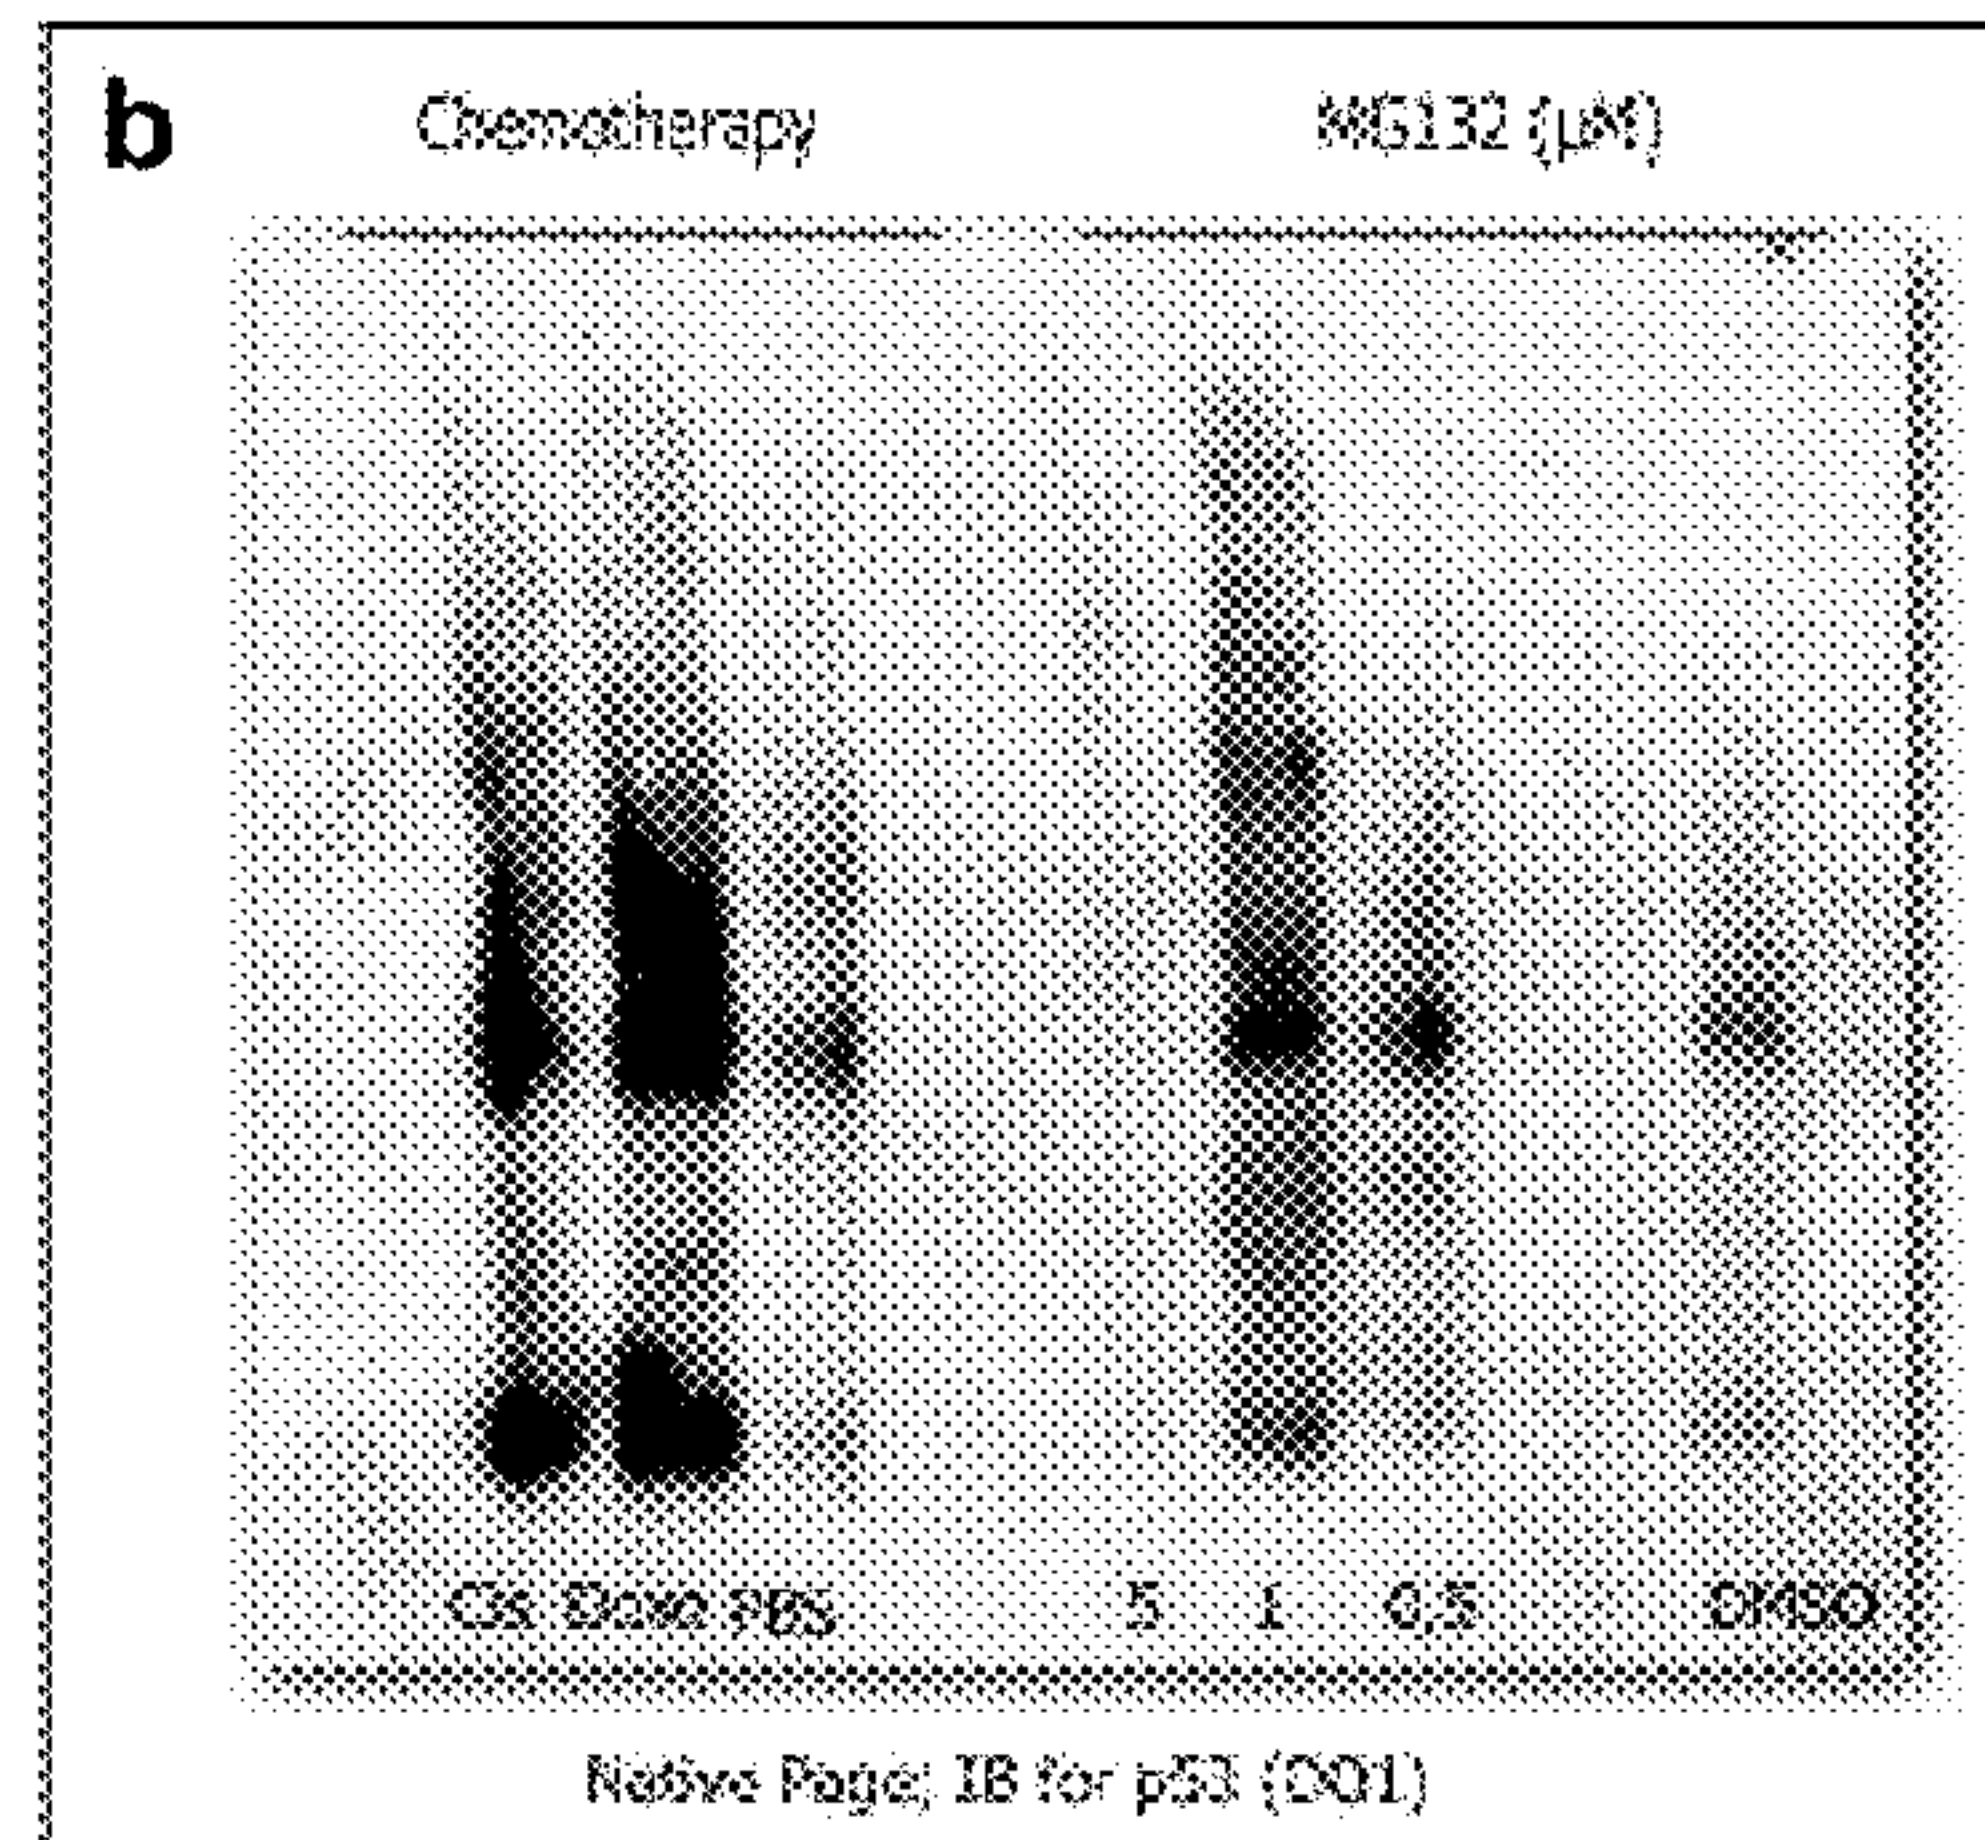 b
Chemotherapy MG132 (µM)
Cis Doxo PBS 5 1 0,5 DMSO
Native Page; IB for p53 (DO1)